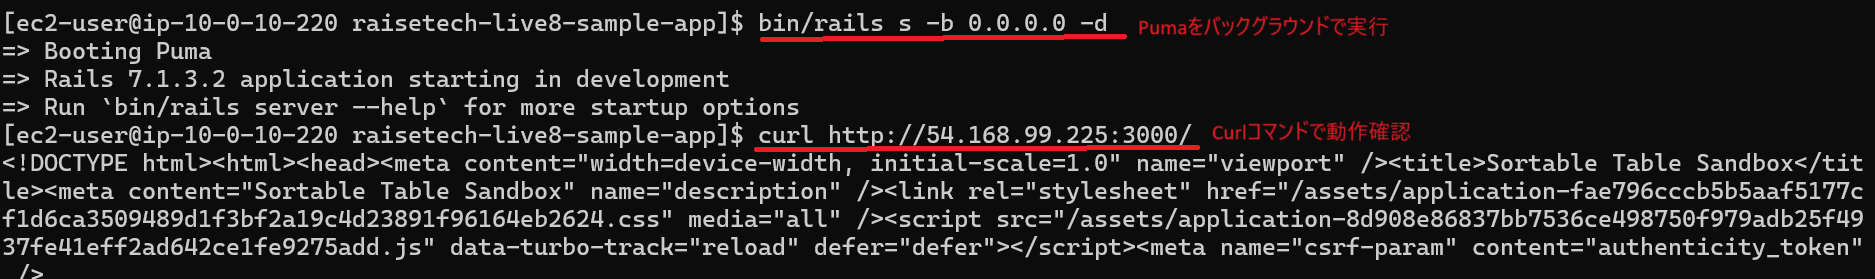 [ec2-user@ip-10-0-10-220 raisetech-live8-sample-app]$ bin/rails s -b 0.0.0.0 -d Pumaをバックグラウンドで実行
=> Booting Puma
=> Rails 7.1.3.2 application starting in development
=> Run `bin/rails server --help` for more startup options
[ec2-user@ip-10-0-10-220 raisetech-live8-sample-app]$ curl http://54.168.99.225:3000/ Curlコマンドで動作確認
<!DOCTYPE html><html><head><meta content="width=device-width, initial-scale=1.0" name="viewport" /><title>Sortable Table Sandbox</tit
le><meta content="Sortable Table Sandbox" name="description" /><link rel="stylesheet" href="/assets/application-fae796cccb5b5aaf5177c
f1d6ca3509489d1f3bf2a19c4d23891f96164eb2624.css" media="all" /><script src="/assets/application-8d908e86837bb7536ce498750f979adb25f49
37fe41eff2ad642ce1fe9275add.js" data-turbo-track="reload" defer="defer"></script><meta name="csrf-param" content="authenticity_token"
/>